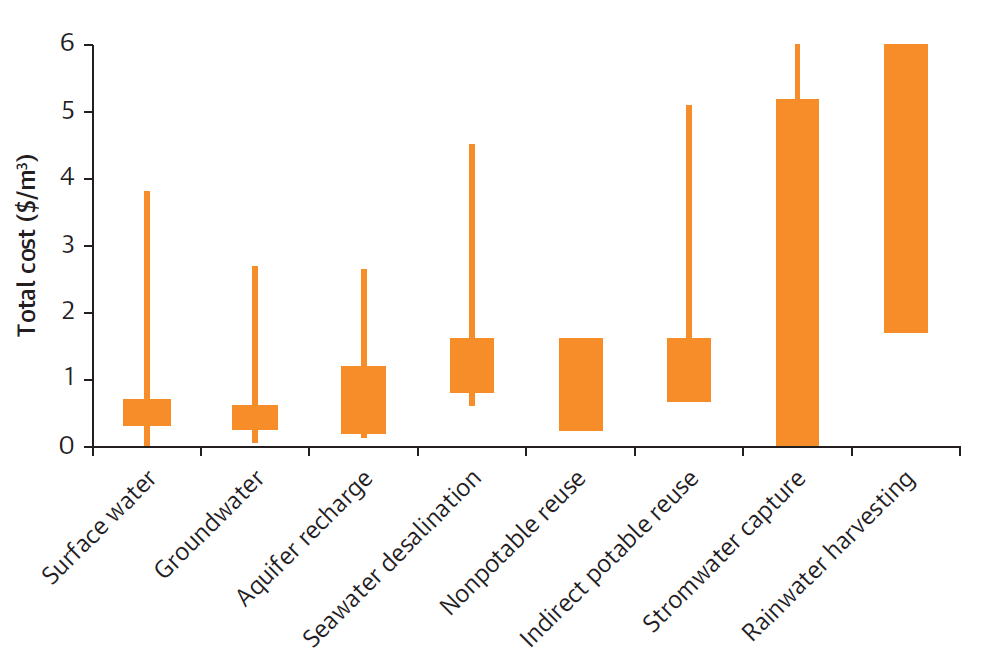 Total cost ($/m³)
6
5
4
3
2
1
0
Surface water
Groundwater
Aquifer recharge
Seawater desalination
Nonpotable reuse
Indirect potable reuse
Stromwater capture
Rainwater harvesting